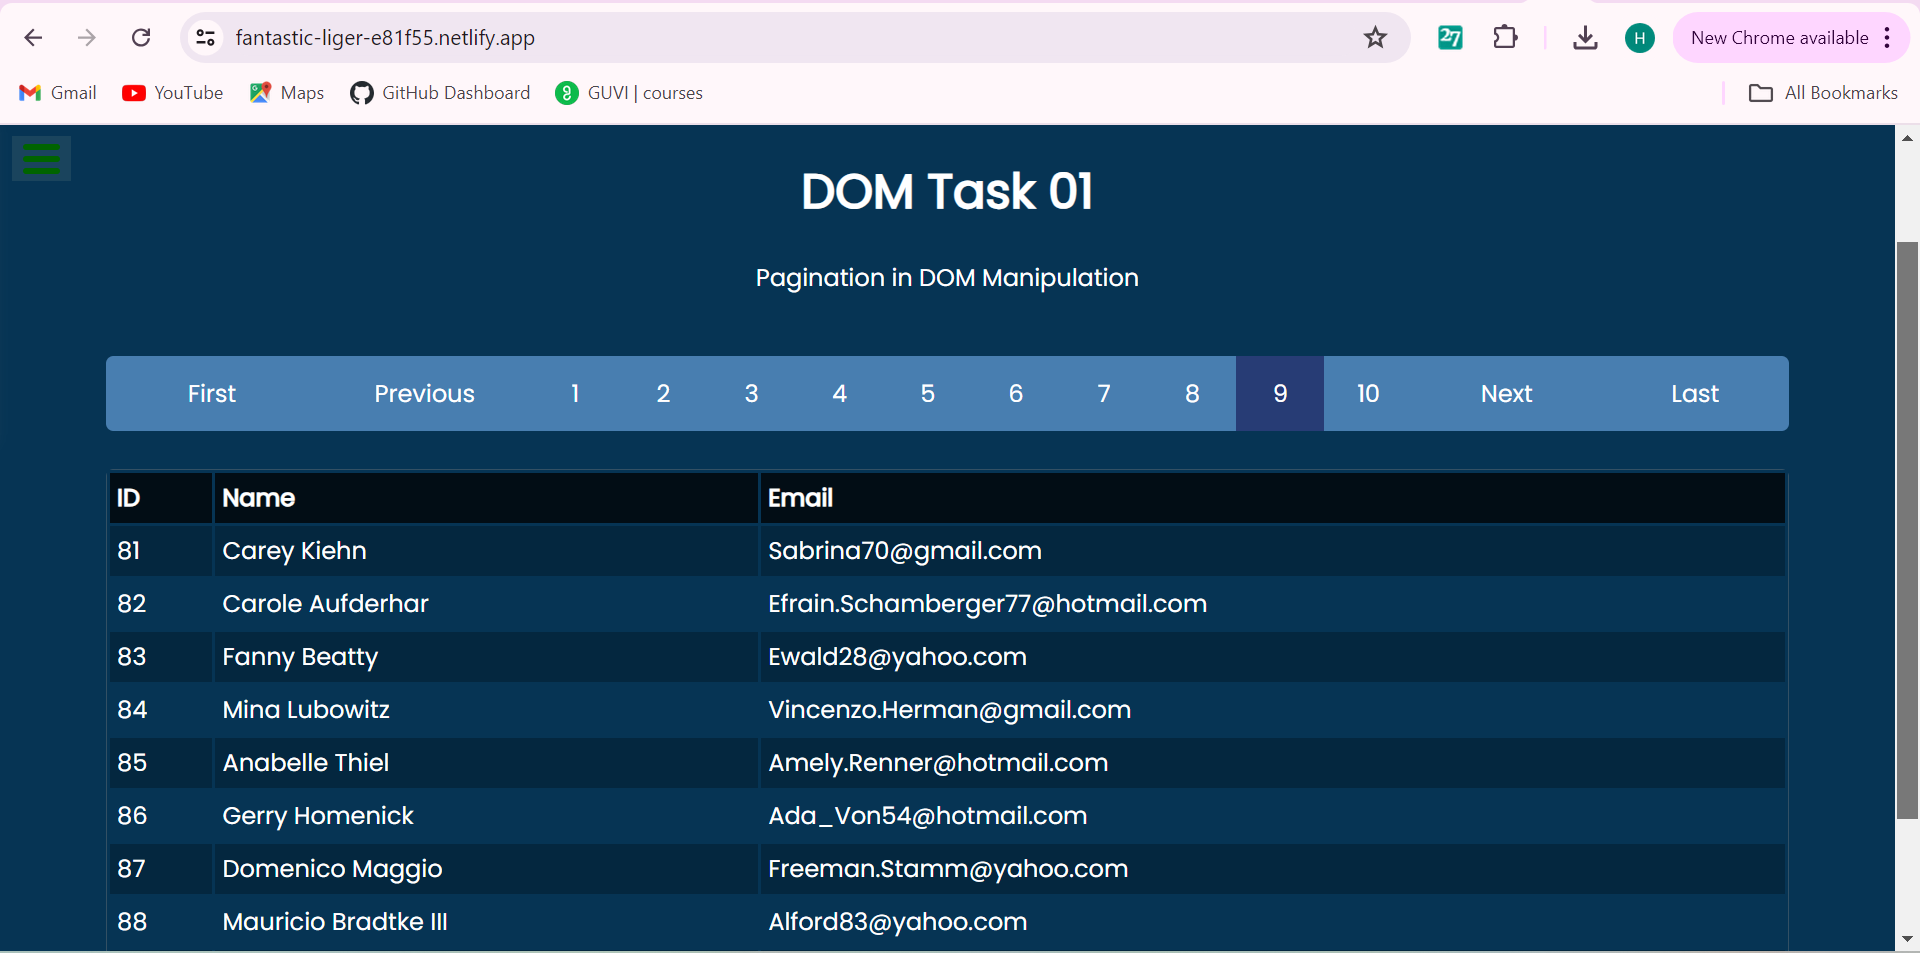 fantastic-liger-e81f55.netlify.app 27 H New Chrome available
Gmail YouTube Maps GitHub Dashboard GUVI | courses All Bookmarks
DOM Task 01
Pagination in DOM Manipulation
First Previous 1 2 3 4 5 6 7 8 9 10 Next Last
ID Name Email
81 Carey Kiehn Sabrina70@gmail.com
82 Carole Aufderhar Efrain.Schamberger77@hotmail.com
83 Fanny Beatty Ewald28@yahoo.com
84 Mina Lubowitz Vincenzo.Herman@gmail.com
85 Anabelle Thiel Amely.Renner@hotmail.com
86 Gerry Homenick Ada_Von54@hotmail.com
87 Domenico Maggio Freeman.Stamm@yahoo.com
88 Mauricio Bradtke III Alford83@yahoo.com